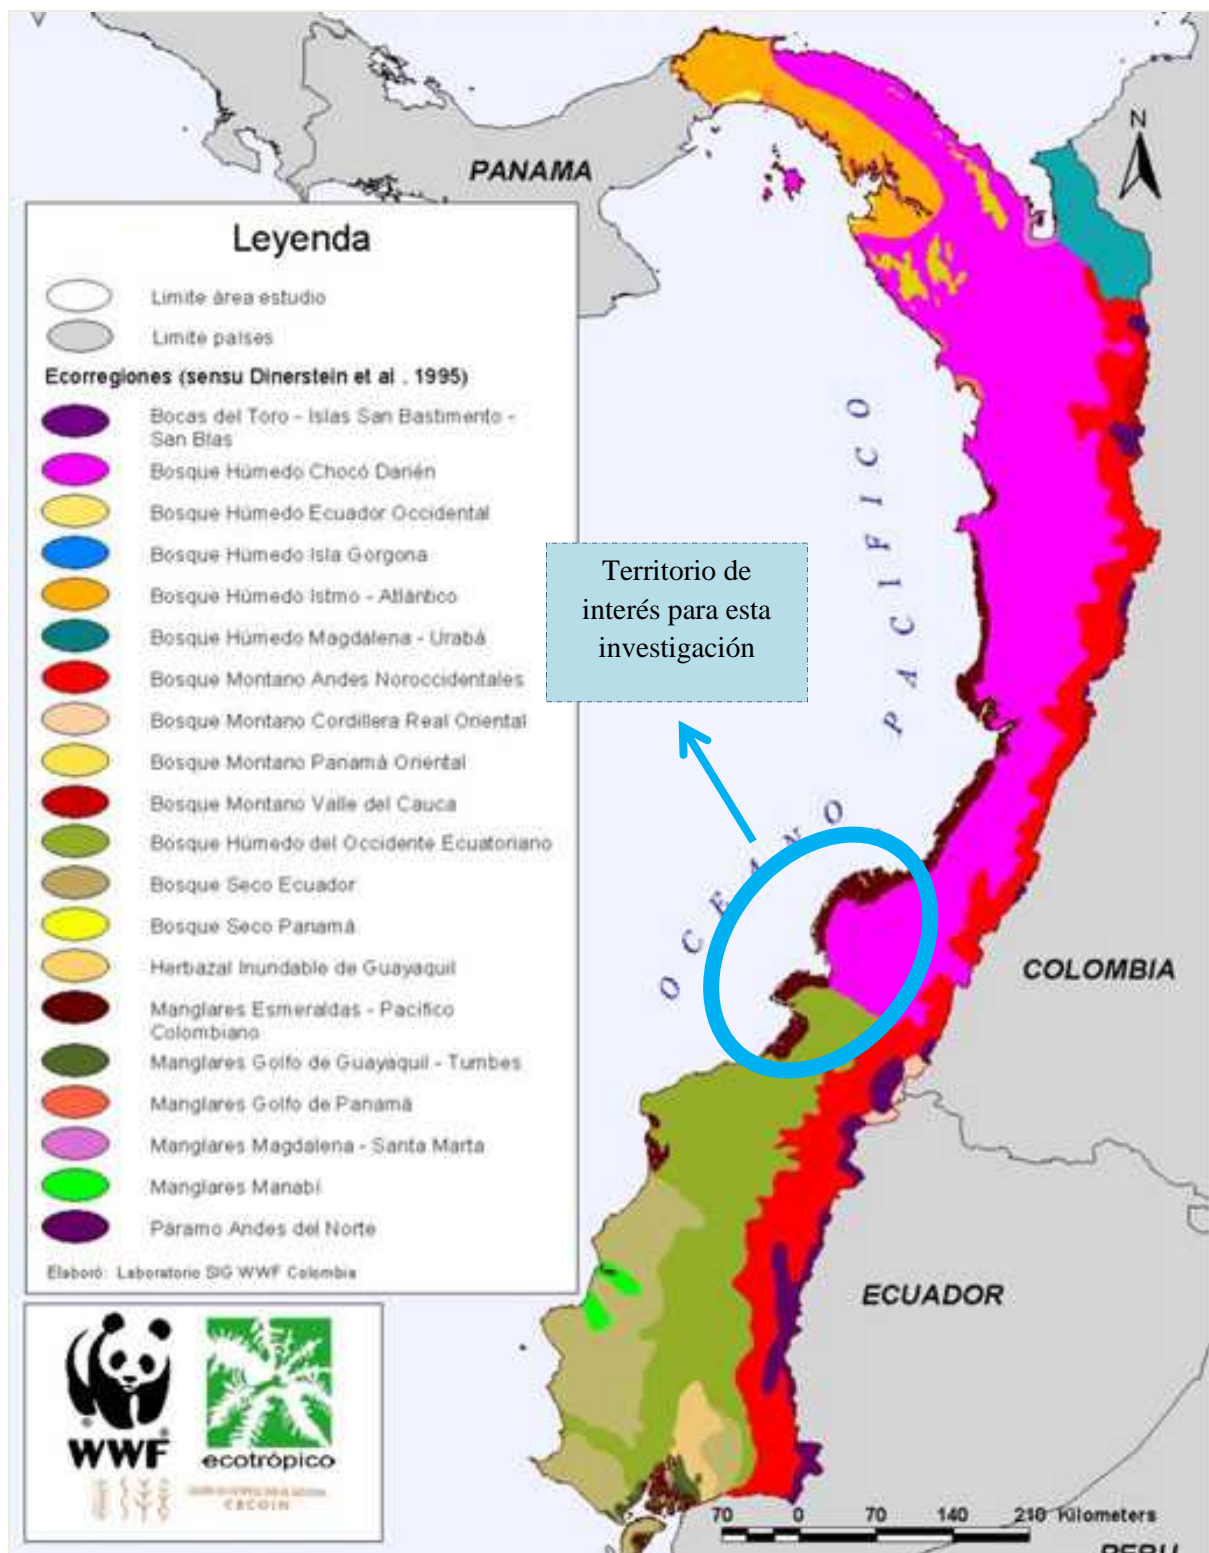 PANAMA
N
Leyenda
Limite área estudio
Limite países
Ecorregiones (sensu Dinerstein et al . 1995)
Bocas del Toro - Islas San Bastimento -
San Blas
Bosque Húmedo Chocó Darién
Bosque Húmedo Ecuador Occidental
Bosque Húmedo Isla Gorgona
Bosque Húmedo Istmo - Atlántico
Bosque Húmedo Magdalena - Urabá
Bosque Montano Andes Noroccidentales
Bosque Montano Cordillera Real Oriental
Bosque Montano Panamá Oriental
Bosque Montano Valle del Cauca
Bosque Húmedo del Occidente Ecuatoriano
Bosque Seco Ecuador
Bosque Seco Panamá
Herbazal Inundable de Guayaquil
Manglares Esmeraldas - Pacífico
Colombiano
Manglares Golfo de Guayaquil - Tumbes
Manglares Golfo de Panamá
Manglares Magdalena - Santa Marta
Manglares Manabí
Páramo Andes del Norte
Elaboró: Laboratorio SIG WWF Colombia
Territorio de
interés para esta
investigación
OCEANO PACIFICO
COLOMBIA
ECUADOR
WWF
ecotrópico
CECOIN
70 0 70 140 210 Kilometers
PERU